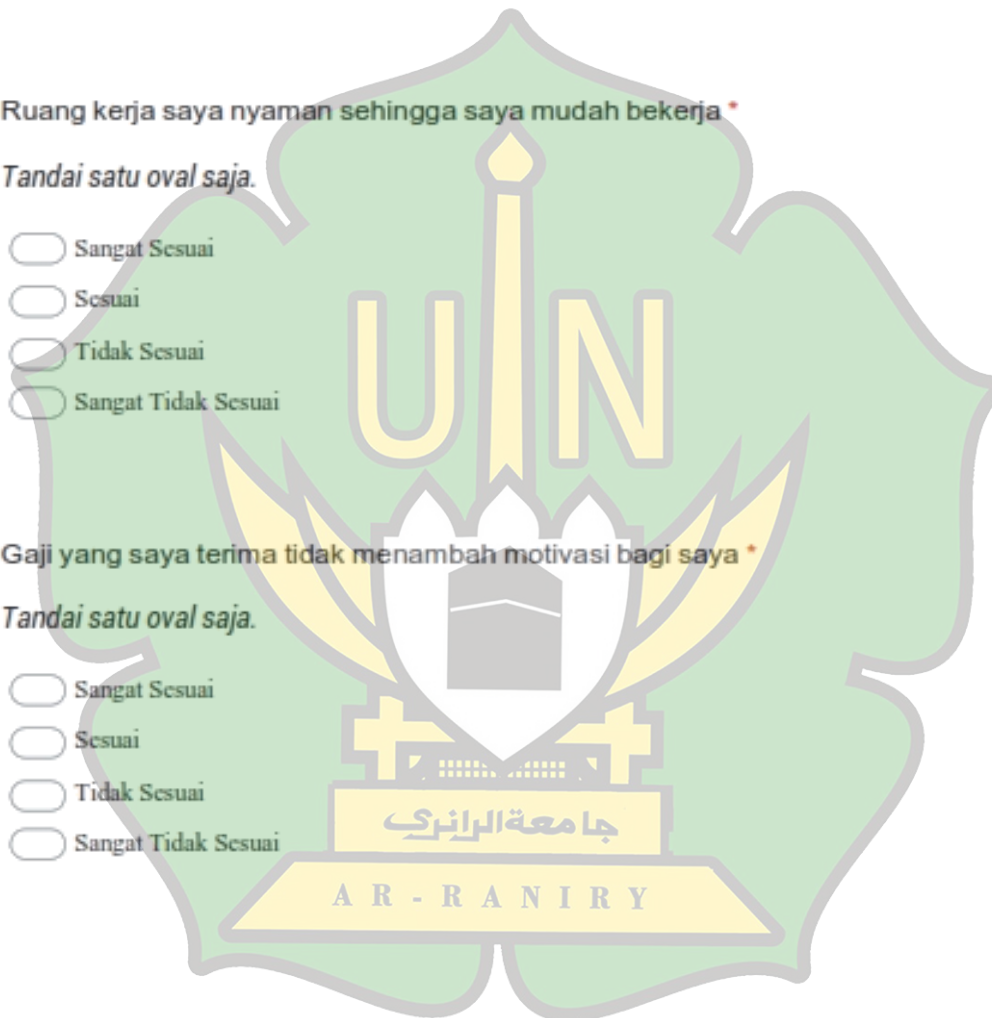 Ruang kerja saya nyaman sehingga saya mudah bekerja *
Tandai satu oval saja.
Sangat Sesuai
Sesuai
Tidak Sesuai
Sangat Tidak Sesuai
UIN
Gaji yang saya terima tidak menambah motivasi bagi saya *
Tandai satu oval saja.
Sangat Sesuai
Sesuai
Tidak Sesuai
Sangat Tidak Sesuai
جامعة الرانري
AR-RANIRY